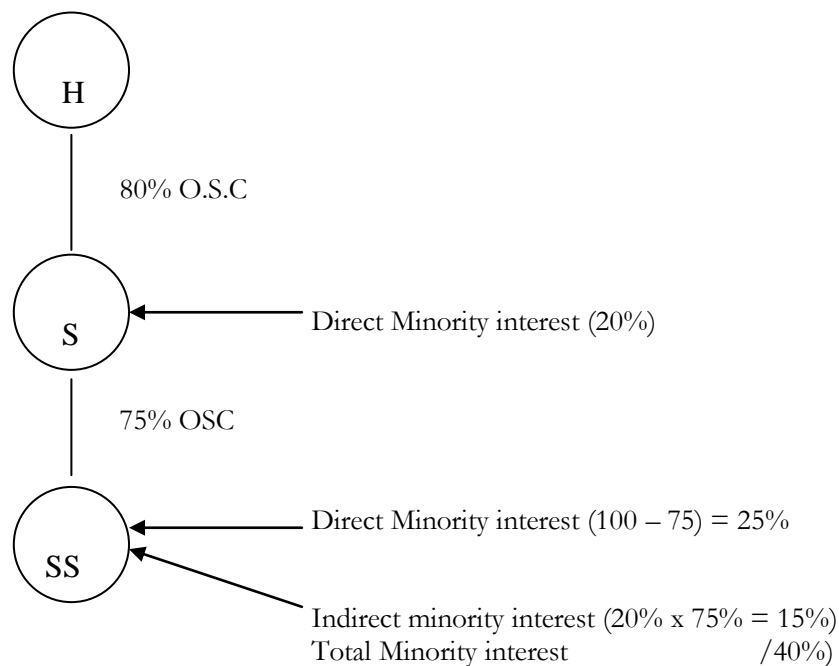 H
80% O.S.C
Direct Minority interest (20%)
S
75% OSC
Direct Minority interest (100 – 75) = 25%
SS
Indirect minority interest (20% x 75% = 15%)
Total Minority interest /40%)